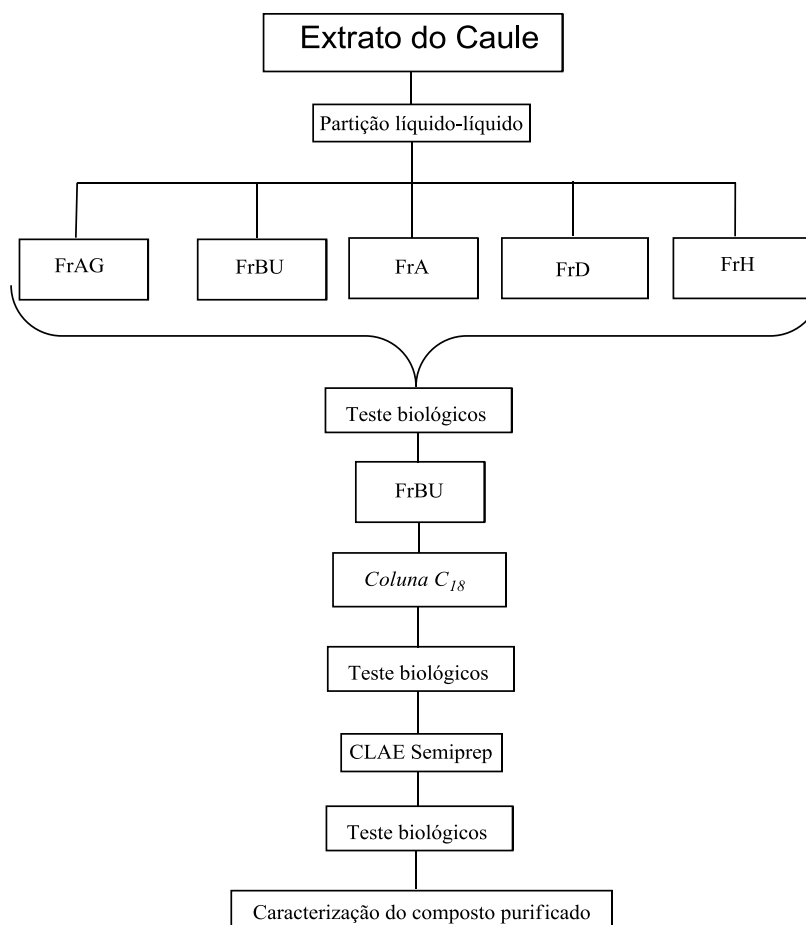 Extrato do Caule
Partição líquido-líquido
FrAG
FrBU
FrA
FrD
FrH
Teste biológicos
FrBU
Coluna C18
Teste biológicos
CLAE Semiprep
Teste biológicos
Caracterização do composto purificado